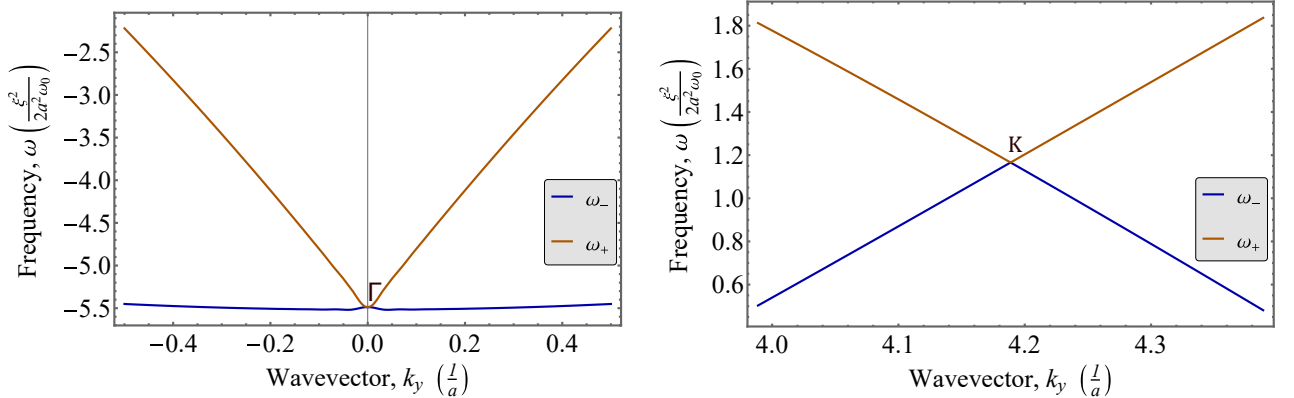 Frequency, ω (ξ²/2a²ω₀)
−2.5
−3.0
−3.5
−4.0
−4.5
−5.0
−5.5
Γ
ω₋
ω₊
−0.4 −0.2 0.0 0.2 0.4
Wavevector, k_y (1/a)
Frequency, ω (ξ²/2a²ω₀)
1.8
1.6
1.4
1.2
1.0
0.8
0.6
K
ω₋
ω₊
4.0 4.1 4.2 4.3
Wavevector, k_y (1/a)